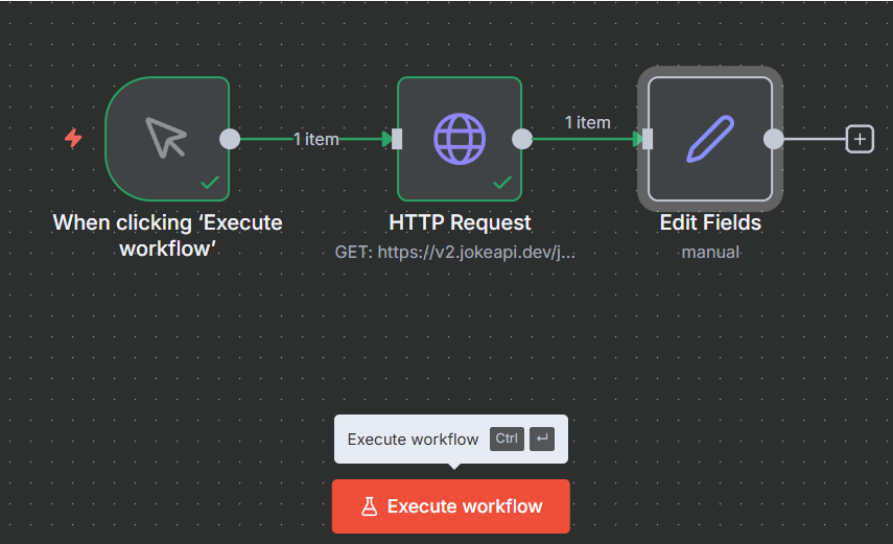 1 item
1 item
When clicking ‘Execute
workflow’
HTTP Request
GET: https://v2.jokeapi.dev/j...
Edit Fields
manual
Execute workflow Ctrl ↵
Execute workflow